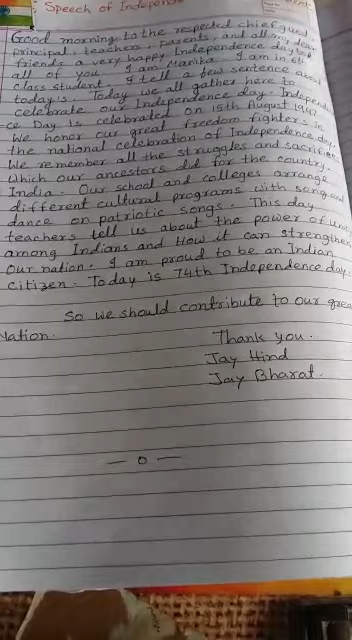 Speech of Independ
Good morning to the respected chief guest,
principal, teachers, parents, and all my dear
friends a very happy Independence day to
all of you. I am Manika. I am in 6th
class student. I tell a few sentence about
today's. Today we all gather here to
celebrate our Independence day. Independen
ce Day is celebrated on 15th August 1947.
We honor our great freedom fighters in
the national celebration of Independence day.
We remember all the struggles and sacrifices
which our ancestors did for the country
India. Our school and colleges arrange
different cultural programs with song and
dance on patriotic songs. This day
teachers tell us about the power of unity
among Indians and How it can strengthen
our nation. I am proud to be an Indian
citizen. Today is 74th Independence day.
So we should contribute to our great
Nation.
Thank you.
Jay Hind
Jay Bharat.
— 0 —